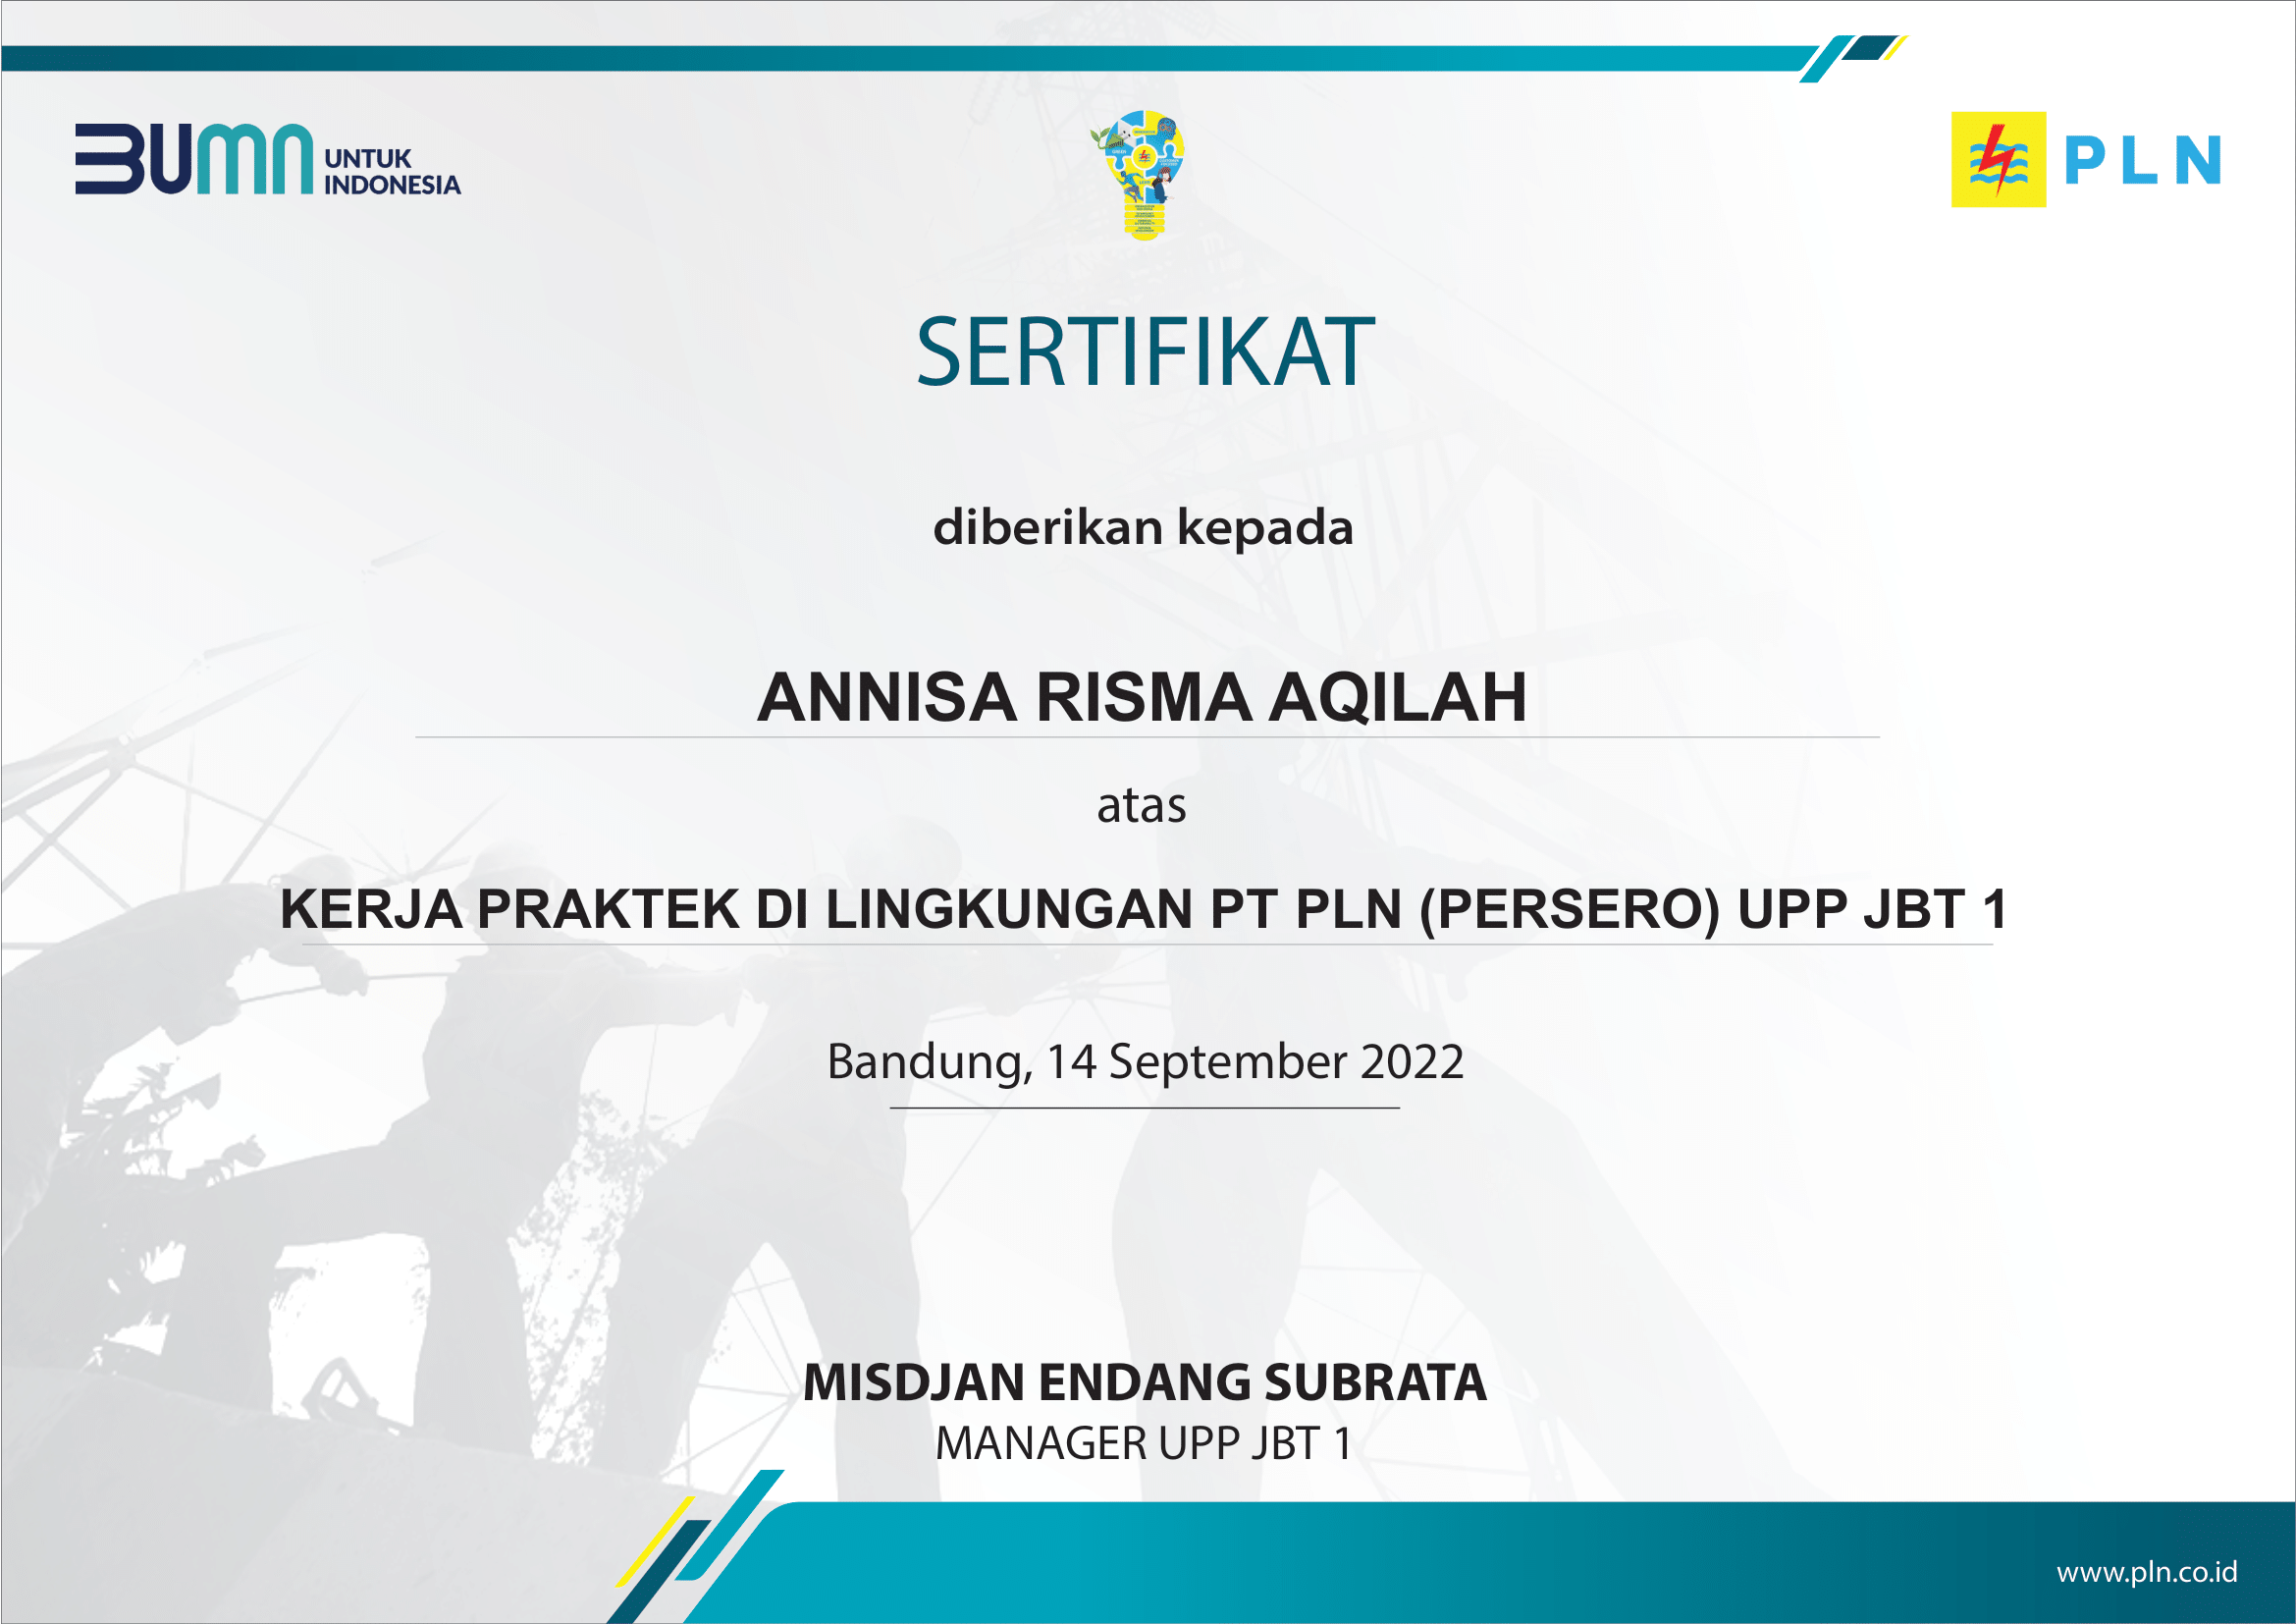 BUMN UNTUK
INDONESIA
PLN
SERTIFIKAT
diberikan kepada
ANNISA RISMA AQILAH
atas
KERJA PRAKTEK DI LINGKUNGAN PT PLN (PERSERO) UPP JBT 1
Bandung, 14 September 2022
MISDJAN ENDANG SUBRATA
MANAGER UPP JBT 1
www.pln.co.id